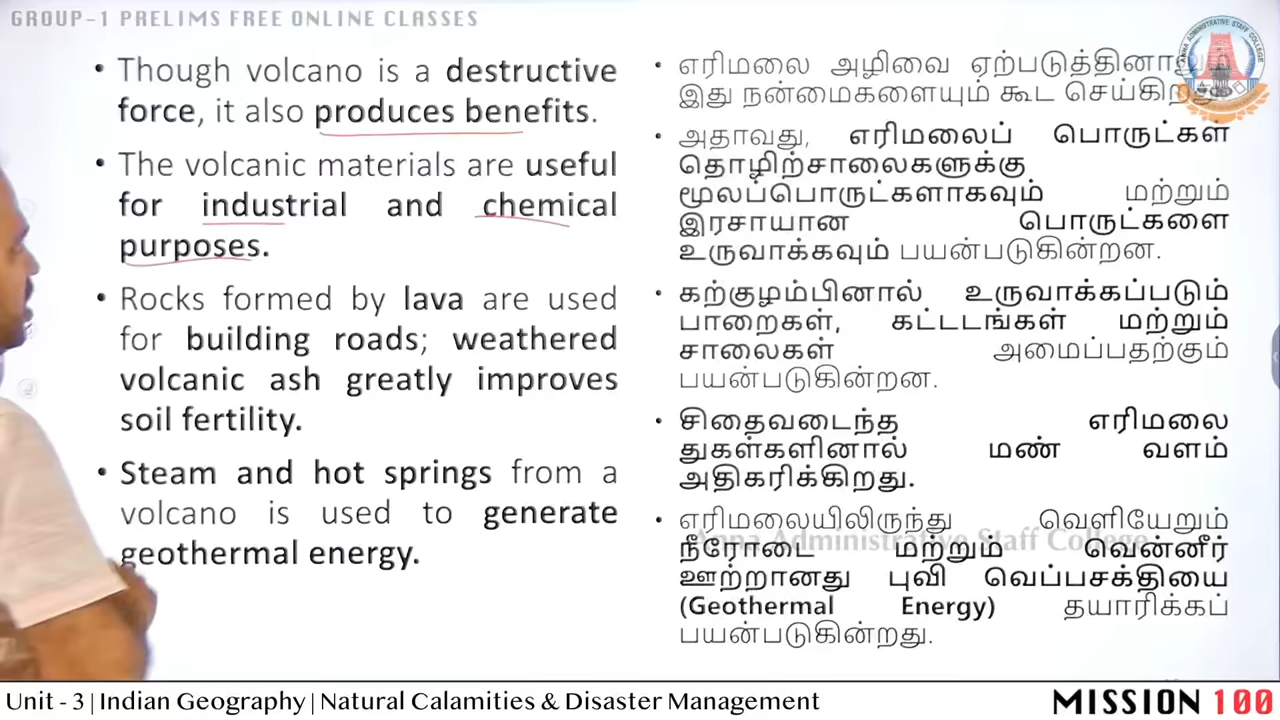 GROUP-1 PRELIMS FREE ONLINE CLASSES
• Though volcano is a destructive
force, it also produces benefits.
• The volcanic materials are useful
for industrial and chemical
purposes.
• Rocks formed by lava are used
for building roads; weathered
volcanic ash greatly improves
soil fertility.
• Steam and hot springs from a
volcano is used to generate
geothermal energy.
• எரிமலை அழிவை ஏற்படுத்தினாலும்
இது நன்மைகளையும் கூட செய்கிறது
• அதாவது, எரிமலைப் பொருட்கள்
தொழிற்சாலைகளுக்கு
மூலப்பொருட்களாகவும் மற்றும்
இரசாயான பொருட்களை
உருவாக்கவும் பயன்படுகின்றன.
• கற்குழம்பினால் உருவாக்கப்படும்
பாறைகள், கட்டடங்கள் மற்றும்
சாலைகள் அமைப்பதற்கும்
பயன்படுகின்றன.
• சிதைவடைந்த எரிமலை
துகள்களினால் மண் வளம்
அதிகரிக்கிறது.
• எரிமலையிலிருந்து வெளியேறும்
Anna Administrative Staff College
நீரோடை மற்றும் வென்னீர்
ஊற்றானது புவி வெப்பசக்தியை
(Geothermal Energy) தயாரிக்கப்
பயன்படுகின்றது.
Unit - 3 | Indian Geography | Natural Calamities & Disaster Management
MISSION 100